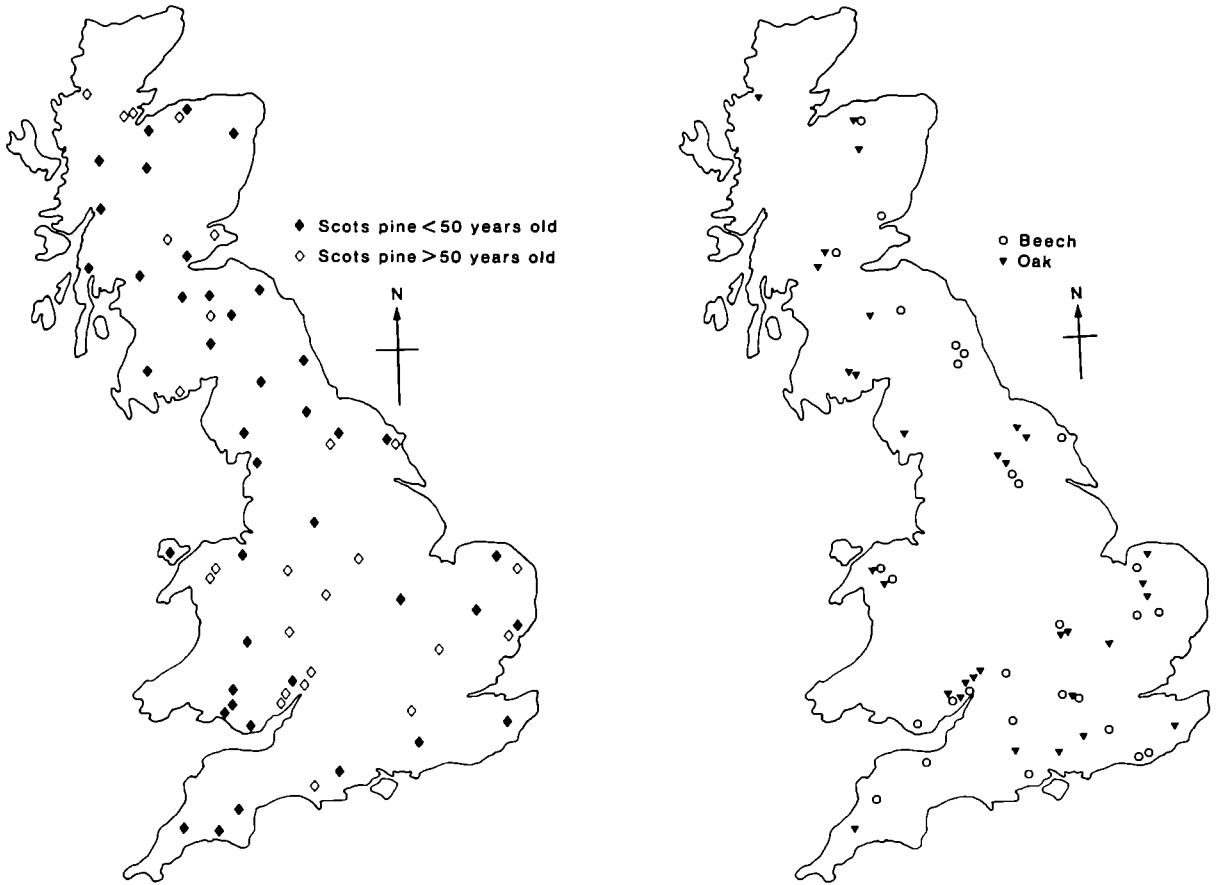 Scots pine < 50 years old
Scots pine > 50 years old
N
Beech
Oak
N